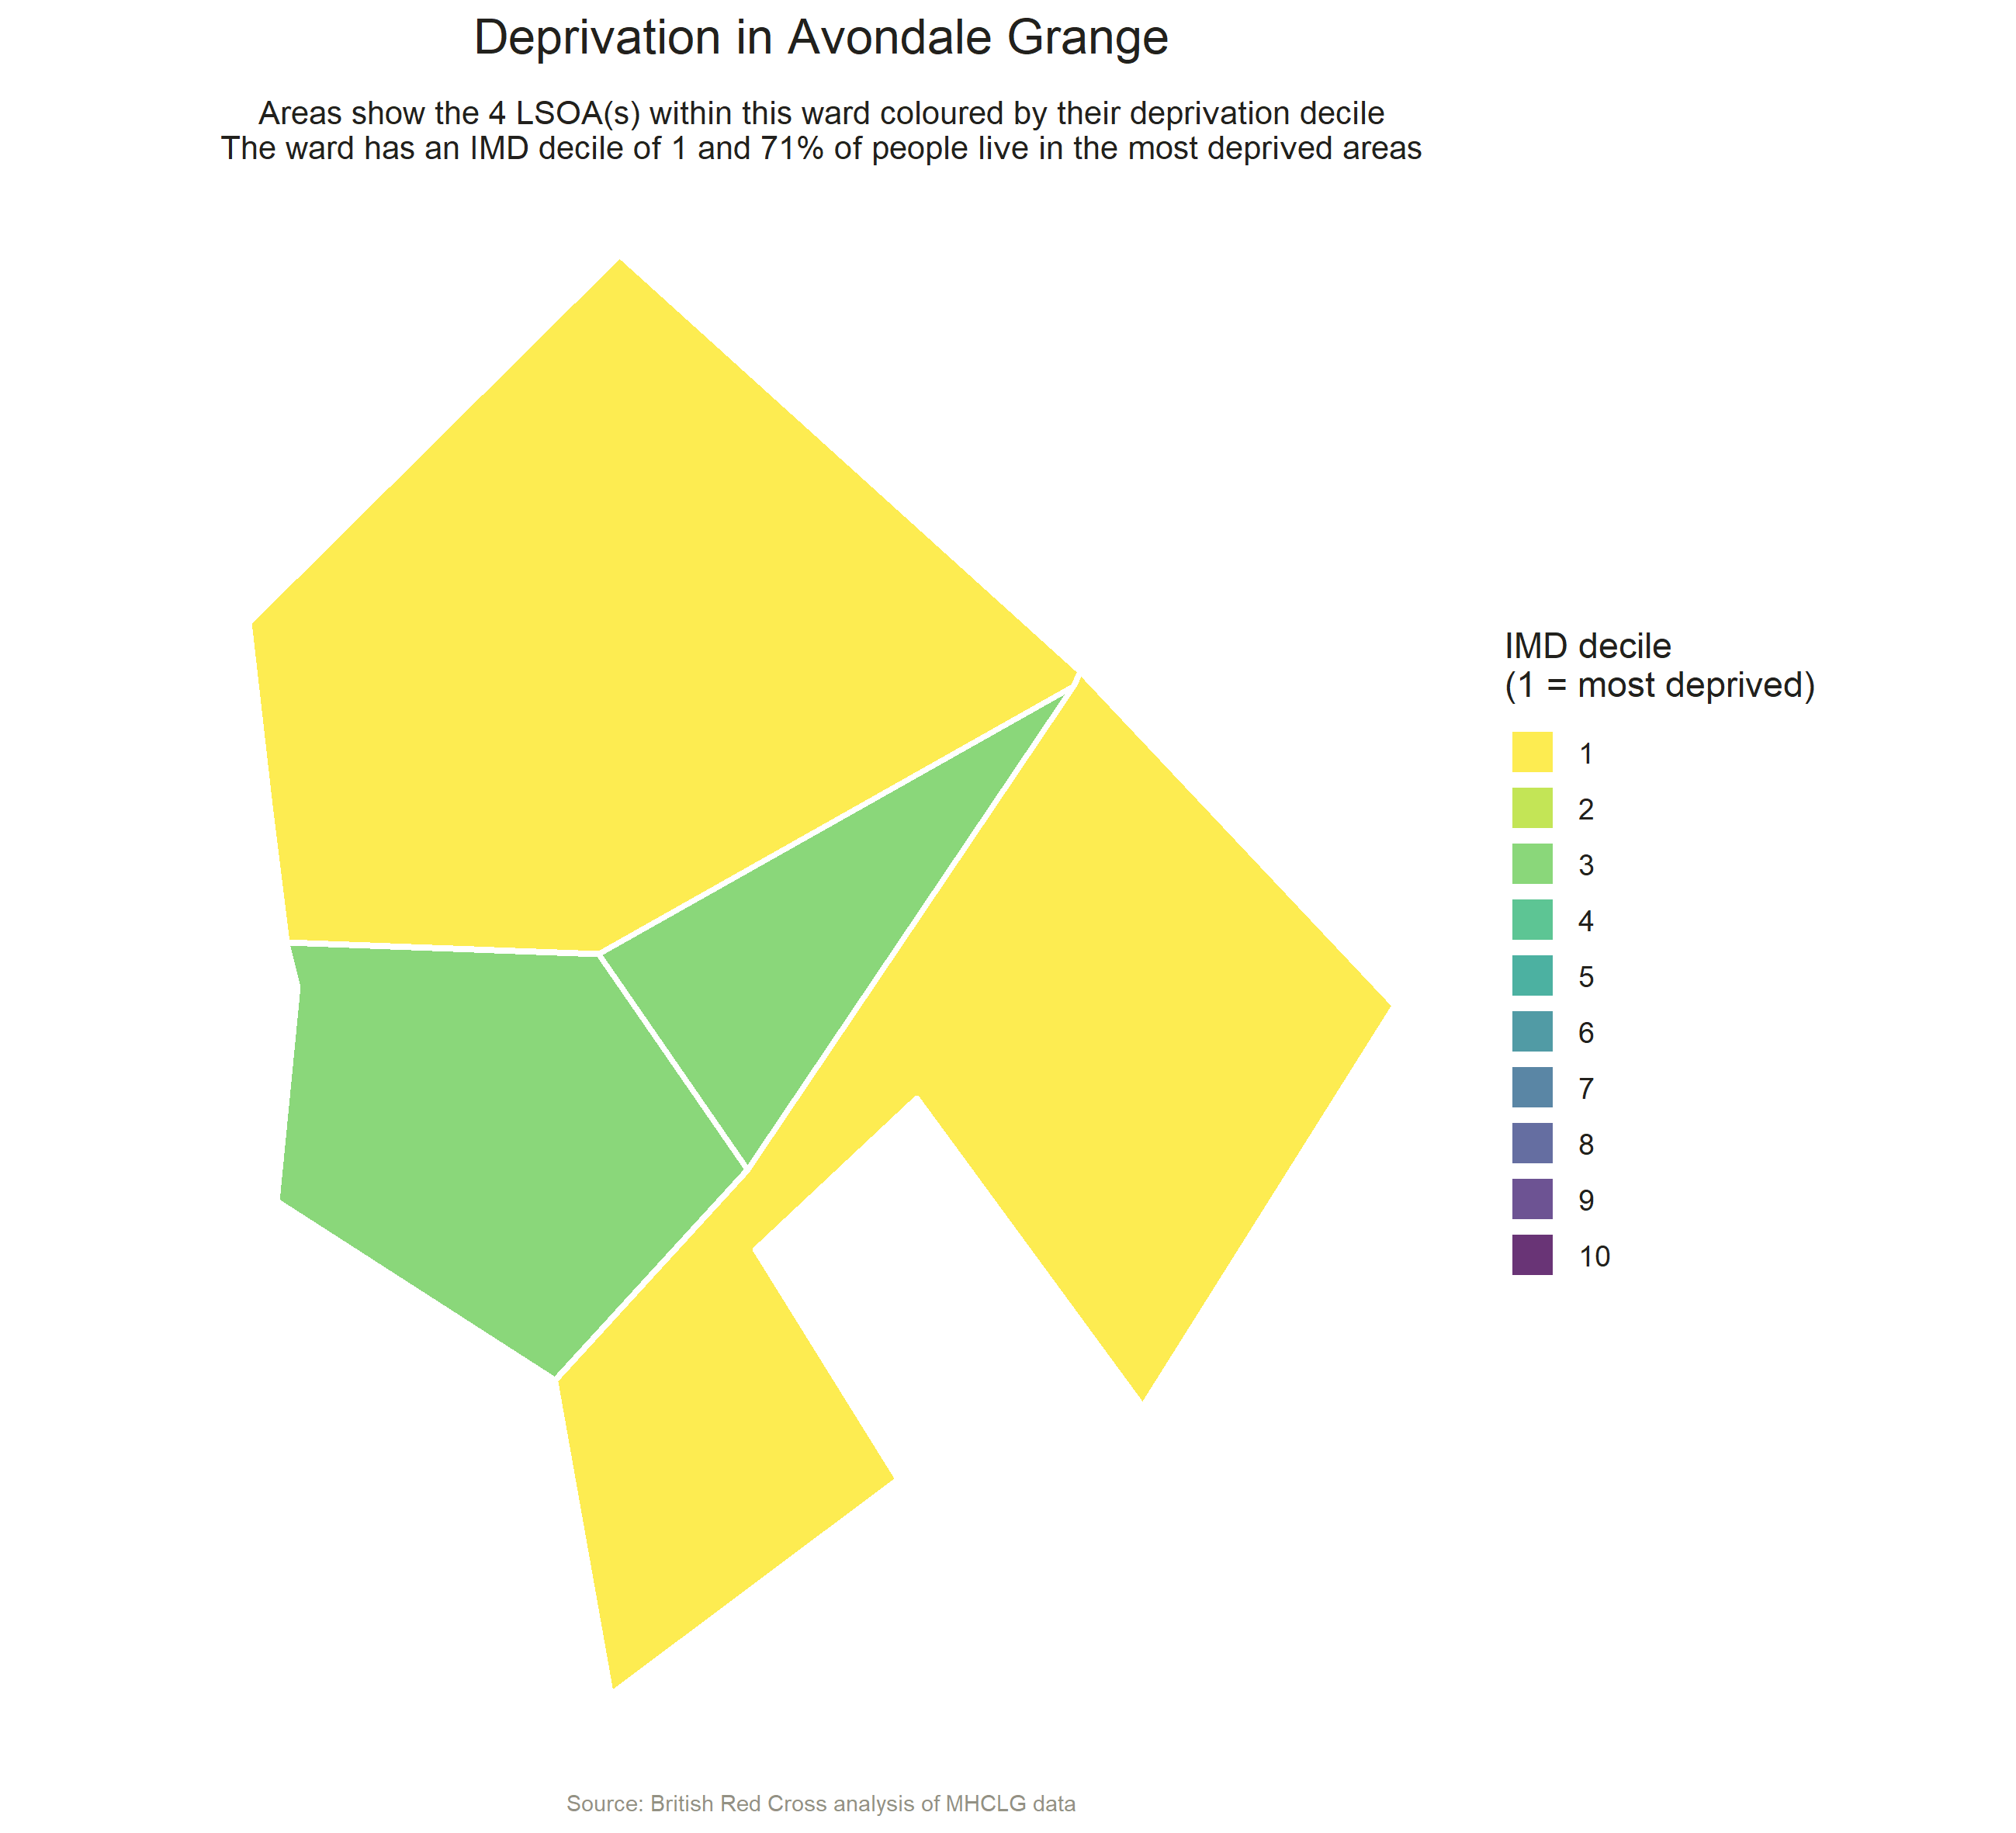 Deprivation in Avondale Grange
Areas show the 4 LSOA(s) within this ward coloured by their deprivation decile
The ward has an IMD decile of 1 and 71% of people live in the most deprived areas
IMD decile
(1 = most deprived)
1
2
3
4
5
6
7
8
9
10
Source: British Red Cross analysis of MHCLG data